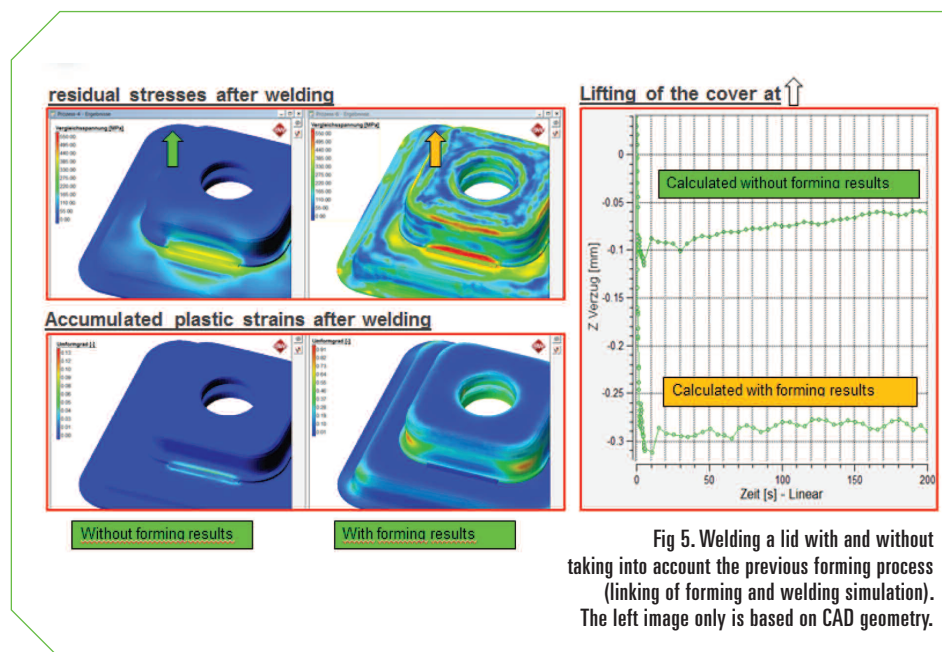 residual stresses after welding
Lifting of the cover at
Vergleichsspannung [MPa]
Vergleichsspannung [MPa]
Calculated without forming results
0
-0.05
-0.1
-0.15
-0.2
-0.25
-0.3
Z Verzug [mm]
Calculated with forming results
0
50
100
150
200
Zeit [s] - Linear
Accumulated plastic strains after welding
Umformgrad [-]
Umformgrad [-]
Without forming results
With forming results
Fig 5. Welding a lid with and without
taking into account the previous forming process
(linking of forming and welding simulation).
The left image only is based on CAD geometry.